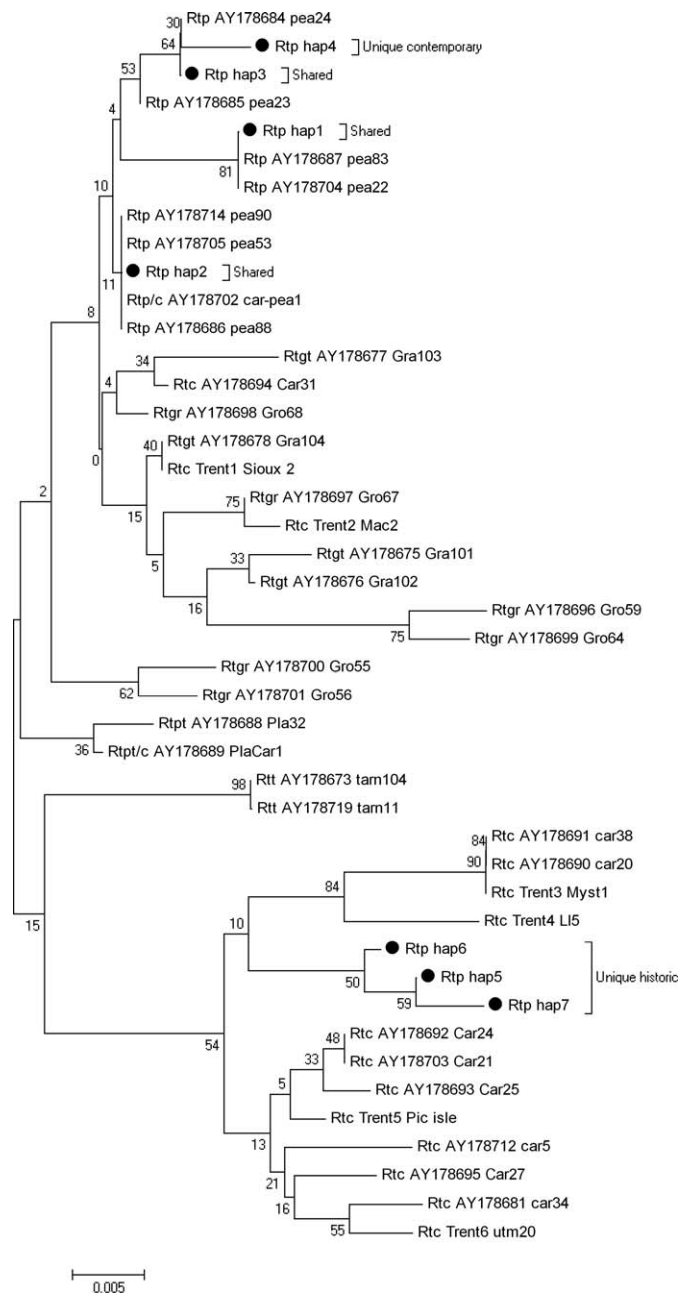 30
Rtp AY178684 pea24
64
Rtp hap4
Unique contemporary
53
Rtp hap3
Shared
Rtp AY178685 pea23
4
Rtp hap1
Shared
Rtp AY178687 pea83
81
Rtp AY178704 pea22
10
Rtp AY178714 pea90
Rtp AY178705 pea53
Rtp hap2
Shared
11
Rtp/c AY178702 car-pea1
8
Rtp AY178686 pea88
Rtgt AY178677 Gra103
34
4
Rtc AY178694 Car31
Rtgr AY178698 Gro68
Rtgt AY178678 Gra104
40
0
Rtc Trent1 Sioux 2
2
75
Rtgr AY178697 Gro67
15
Rtc Trent2 Mac2
Rtgt AY178675 Gra101
5
33
Rtgt AY178676 Gra102
16
Rtgr AY178696 Gro59
75
Rtgr AY178699 Gro64
Rtgr AY178700 Gro55
62
Rtgr AY178701 Gro56
Rtpt AY178688 Pla32
36
Rtpt/c AY178689 PlaCar1
98
Rtt AY178673 tam104
Rtt AY178719 tam11
84
Rtc AY178691 car38
90
Rtc AY178690 car20
84
Rtc Trent3 Myst1
15
10
Rtc Trent4 LI5
Rtp hap6
50
Rtp hap5
Unique historic
59
Rtp hap7
54
48
Rtc AY178692 Car24
33
Rtc AY178703 Car21
5
Rtc AY178693 Car25
Rtc Trent5 Pic isle
13
Rtc AY178712 car5
21
Rtc AY178695 Car27
16
Rtc AY178681 car34
55
Rtc Trent6 utm20
0.005